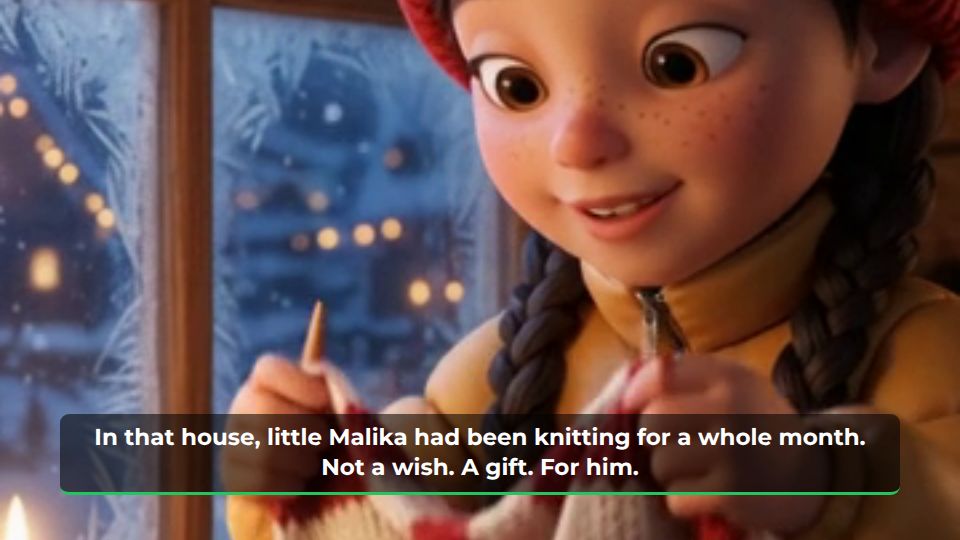 In that house, little Malika had been knitting for a whole month.
Not a wish. A gift. For him.